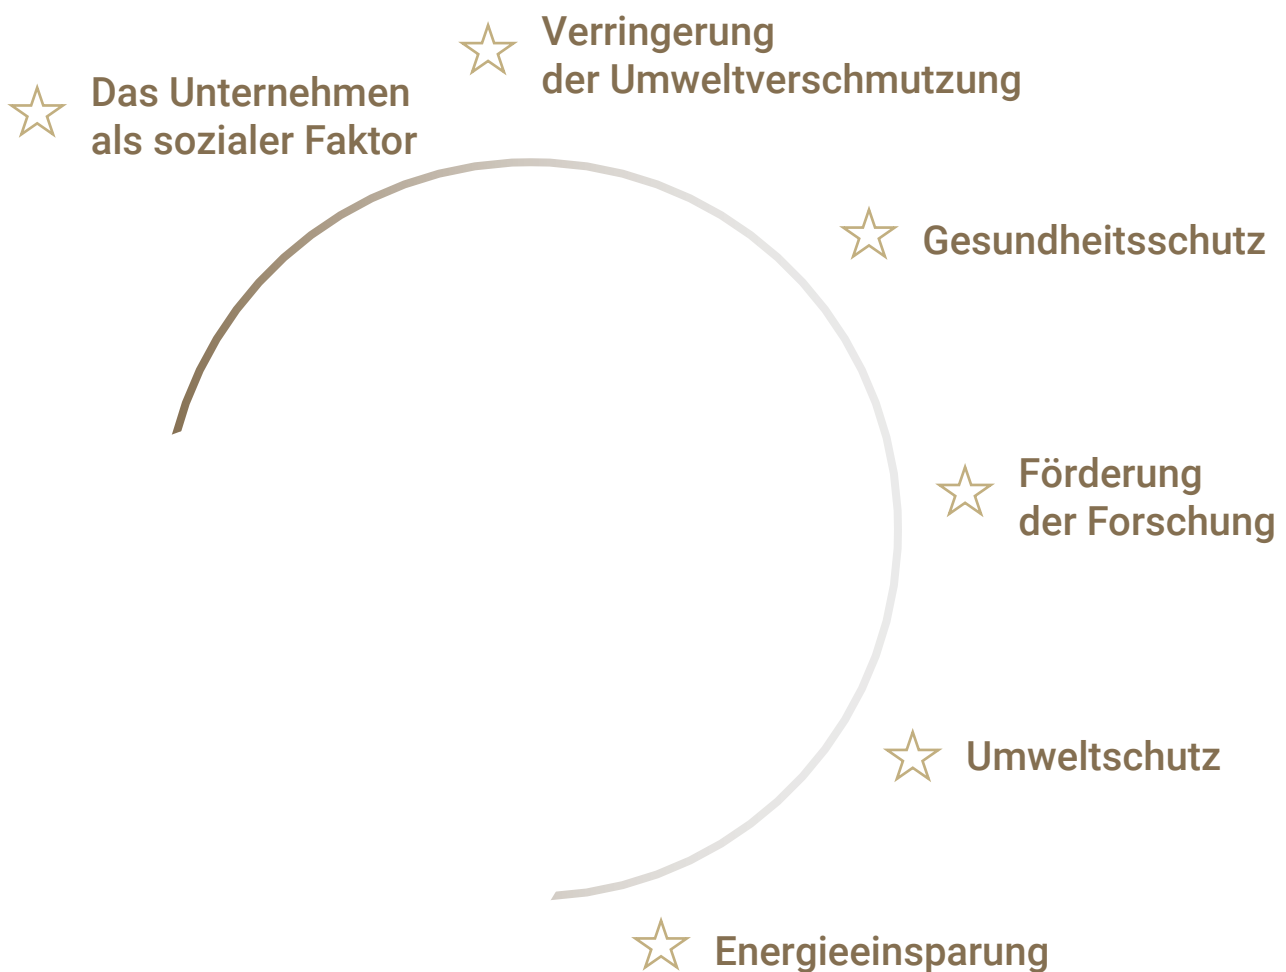 Das Unternehmen
als sozialer Faktor
Verringerung
der Umweltverschmutzung
Gesundheitsschutz
Förderung
der Forschung
Umweltschutz
Energieeinsparung